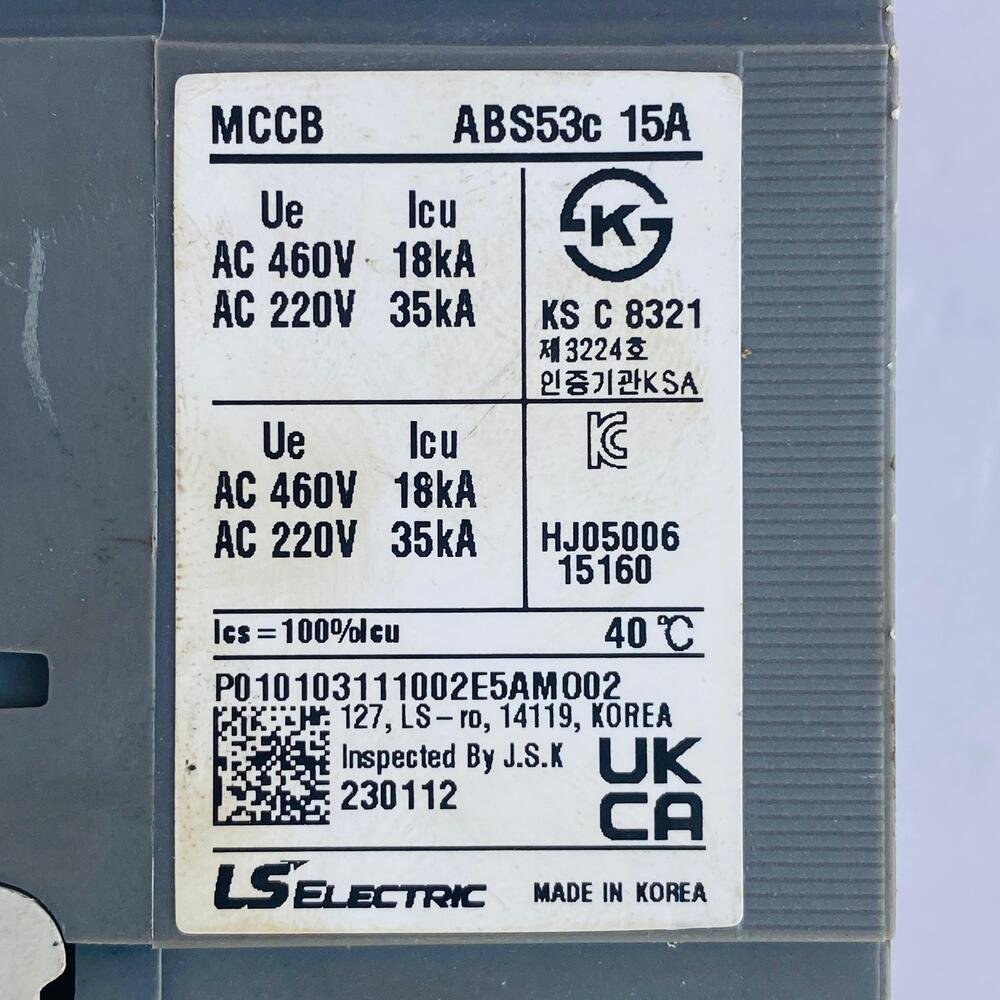 MCCB ABS53c 15A
Ue Icu
AC 460V 18kA
AC 220V 35kA
K
KS C 8321
제3224호
인증기관KSA
Ue Icu
AC 460V 18kA
AC 220V 35kA
KC
HJ05006
15160
Ics=100%Icu 40℃
P010103111002E5AM002
127, LS-ro, 14119, KOREA
Inspected By J.S.K
230112
UK
CA
LS ELECTRIC MADE IN KOREA